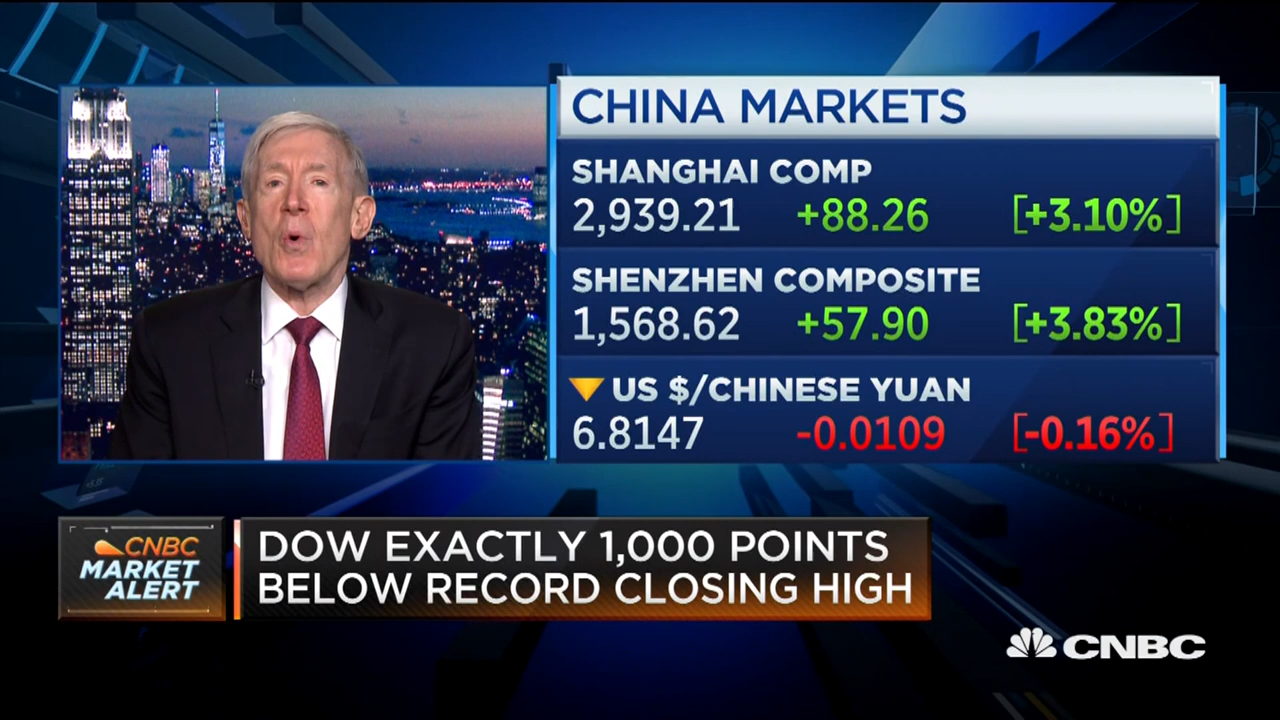 CHINA MARKETS
SHANGHAI COMP
2,939.21 +88.26 [+3.10%]
SHENZHEN COMPOSITE
1,568.62 +57.90 [+3.83%]
US $/CHINESE YUAN
6.8147 -0.0109 [-0.16%]
CNBC
MARKET
ALERT
DOW EXACTLY 1,000 POINTS
BELOW RECORD CLOSING HIGH
CNBC